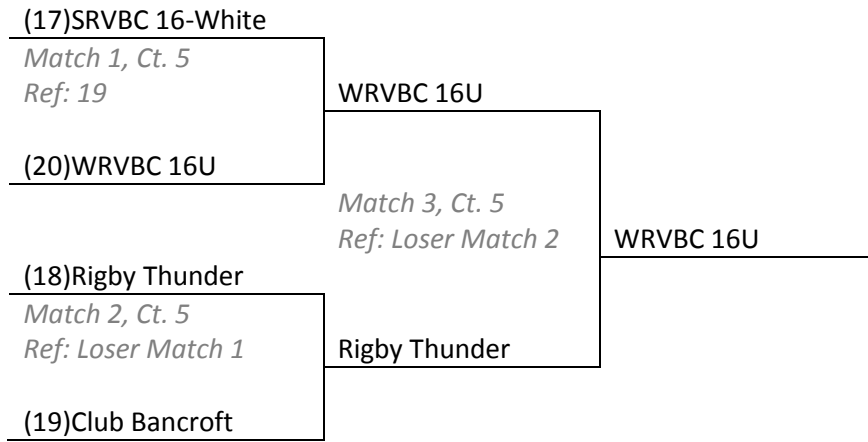 (17)SRVBC 16-White
Match 1, Ct. 5
Ref: 19
WRVBC 16U
(20)WRVBC 16U
Match 3, Ct. 5
Ref: Loser Match 2
WRVBC 16U
(18)Rigby Thunder
Match 2, Ct. 5
Ref: Loser Match 1
Rigby Thunder
(19)Club Bancroft